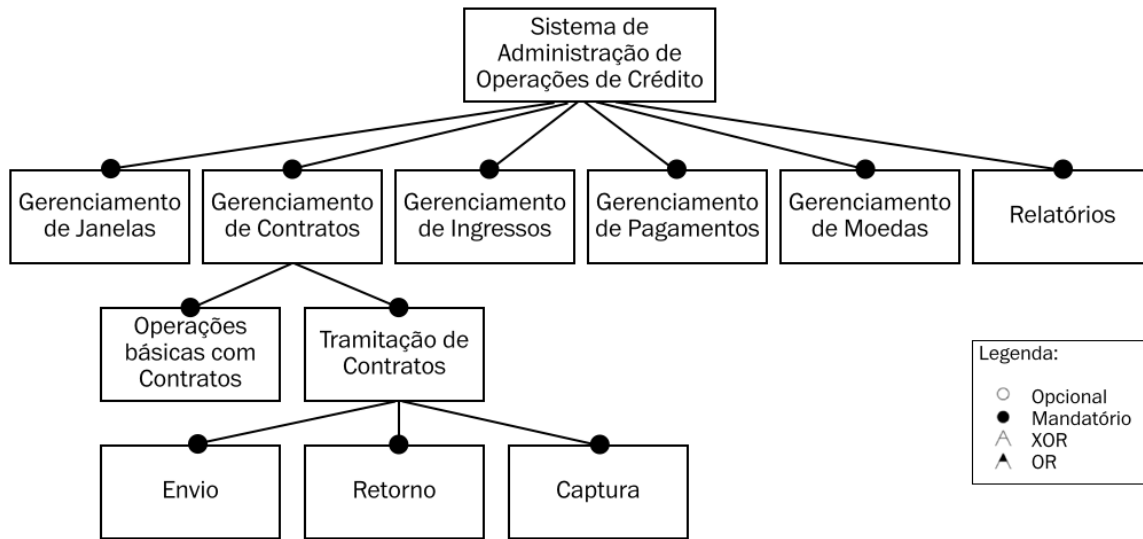 Sistema de
Administração de
Operações de Crédito
Gerenciamento
de Janelas
Gerenciamento
de Contratos
Gerenciamento
de Ingressos
Gerenciamento
de Pagamentos
Gerenciamento
de Moedas
Relatórios
Operações
básicas com
Contratos
Tramitação de
Contratos
Envio
Retorno
Captura
Legenda:
Opcional
Mandatório
XOR
OR